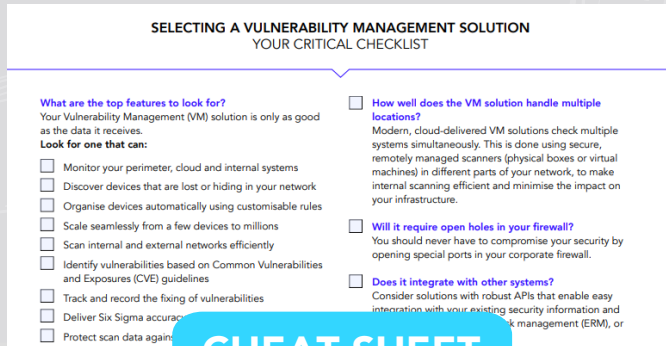 SELECTING A VULNERABILITY MANAGEMENT SOLUTION
YOUR CRITICAL CHECKLIST
What are the top features to look for?
Your Vulnerability Management (VM) solution is only as good
as the data it receives.
Look for one that can:
Monitor your perimeter, cloud and internal systems
Discover devices that are lost or hiding in your network
Organise devices automatically using customisable rules
Scale seamlessly from a few devices to millions
Scan internal and external networks efficiently
Identify vulnerabilities based on Common Vulnerabilities
and Exposures (CVE) guidelines
Track and record the fixing of vulnerabilities
Deliver Six Sigma
Protect scan data
How well does the VM solution handle multiple
locations?
Modern, cloud-delivered VM solutions check multiple
systems simultaneously. This is done using secure,
remotely managed scanners (physical boxes or virtual
machines) in different parts of your network, to make
internal scanning efficient and minimise the impact on
your infrastructure.
Will it require open holes in your firewall?
You should never have to compromise your security by
opening special ports in your corporate firewall.
Does it integrate with other systems?
Consider solutions with robust APIs that enable easy
integration with your existing security information and
management (ERM), or
CHEAT SHEET